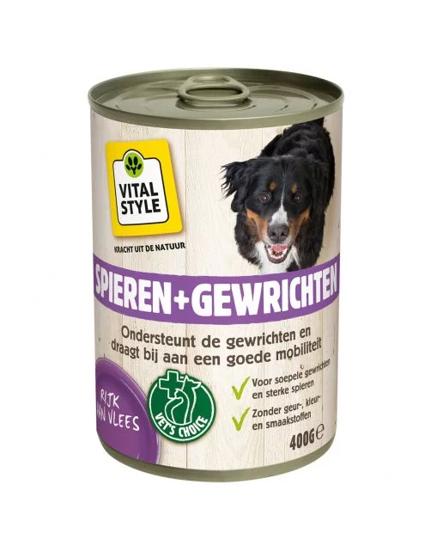 VITAL
STYLE
KRACHT UIT DE NATUUR
SPIEREN+GEWRICHTEN
Ondersteunt de gewrichten en
draagt bij aan een goede mobiliteit
Voor soepele gewrichten
en sterke spieren
Zonder geur-, kleur-
en smaakstoffen
RIJK
VAN VLEES
VET'S CHOICE
400G℮